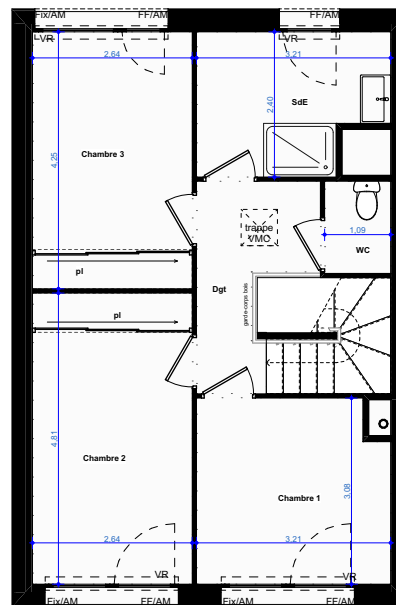 Fix/AM
FF/AM
FF/AM
VR
VR
2.64
3.21
2.40
SdE
4.25
Chambre 3
trappe
VMC
1,09
WC
pl
Dgt
garde-corps bois
pl
4.81
Chambre 2
3.08
Chambre 1
2.64
3.21
VR
VR
Fix/AM
FF/AM
Fix/AM
FF/AM